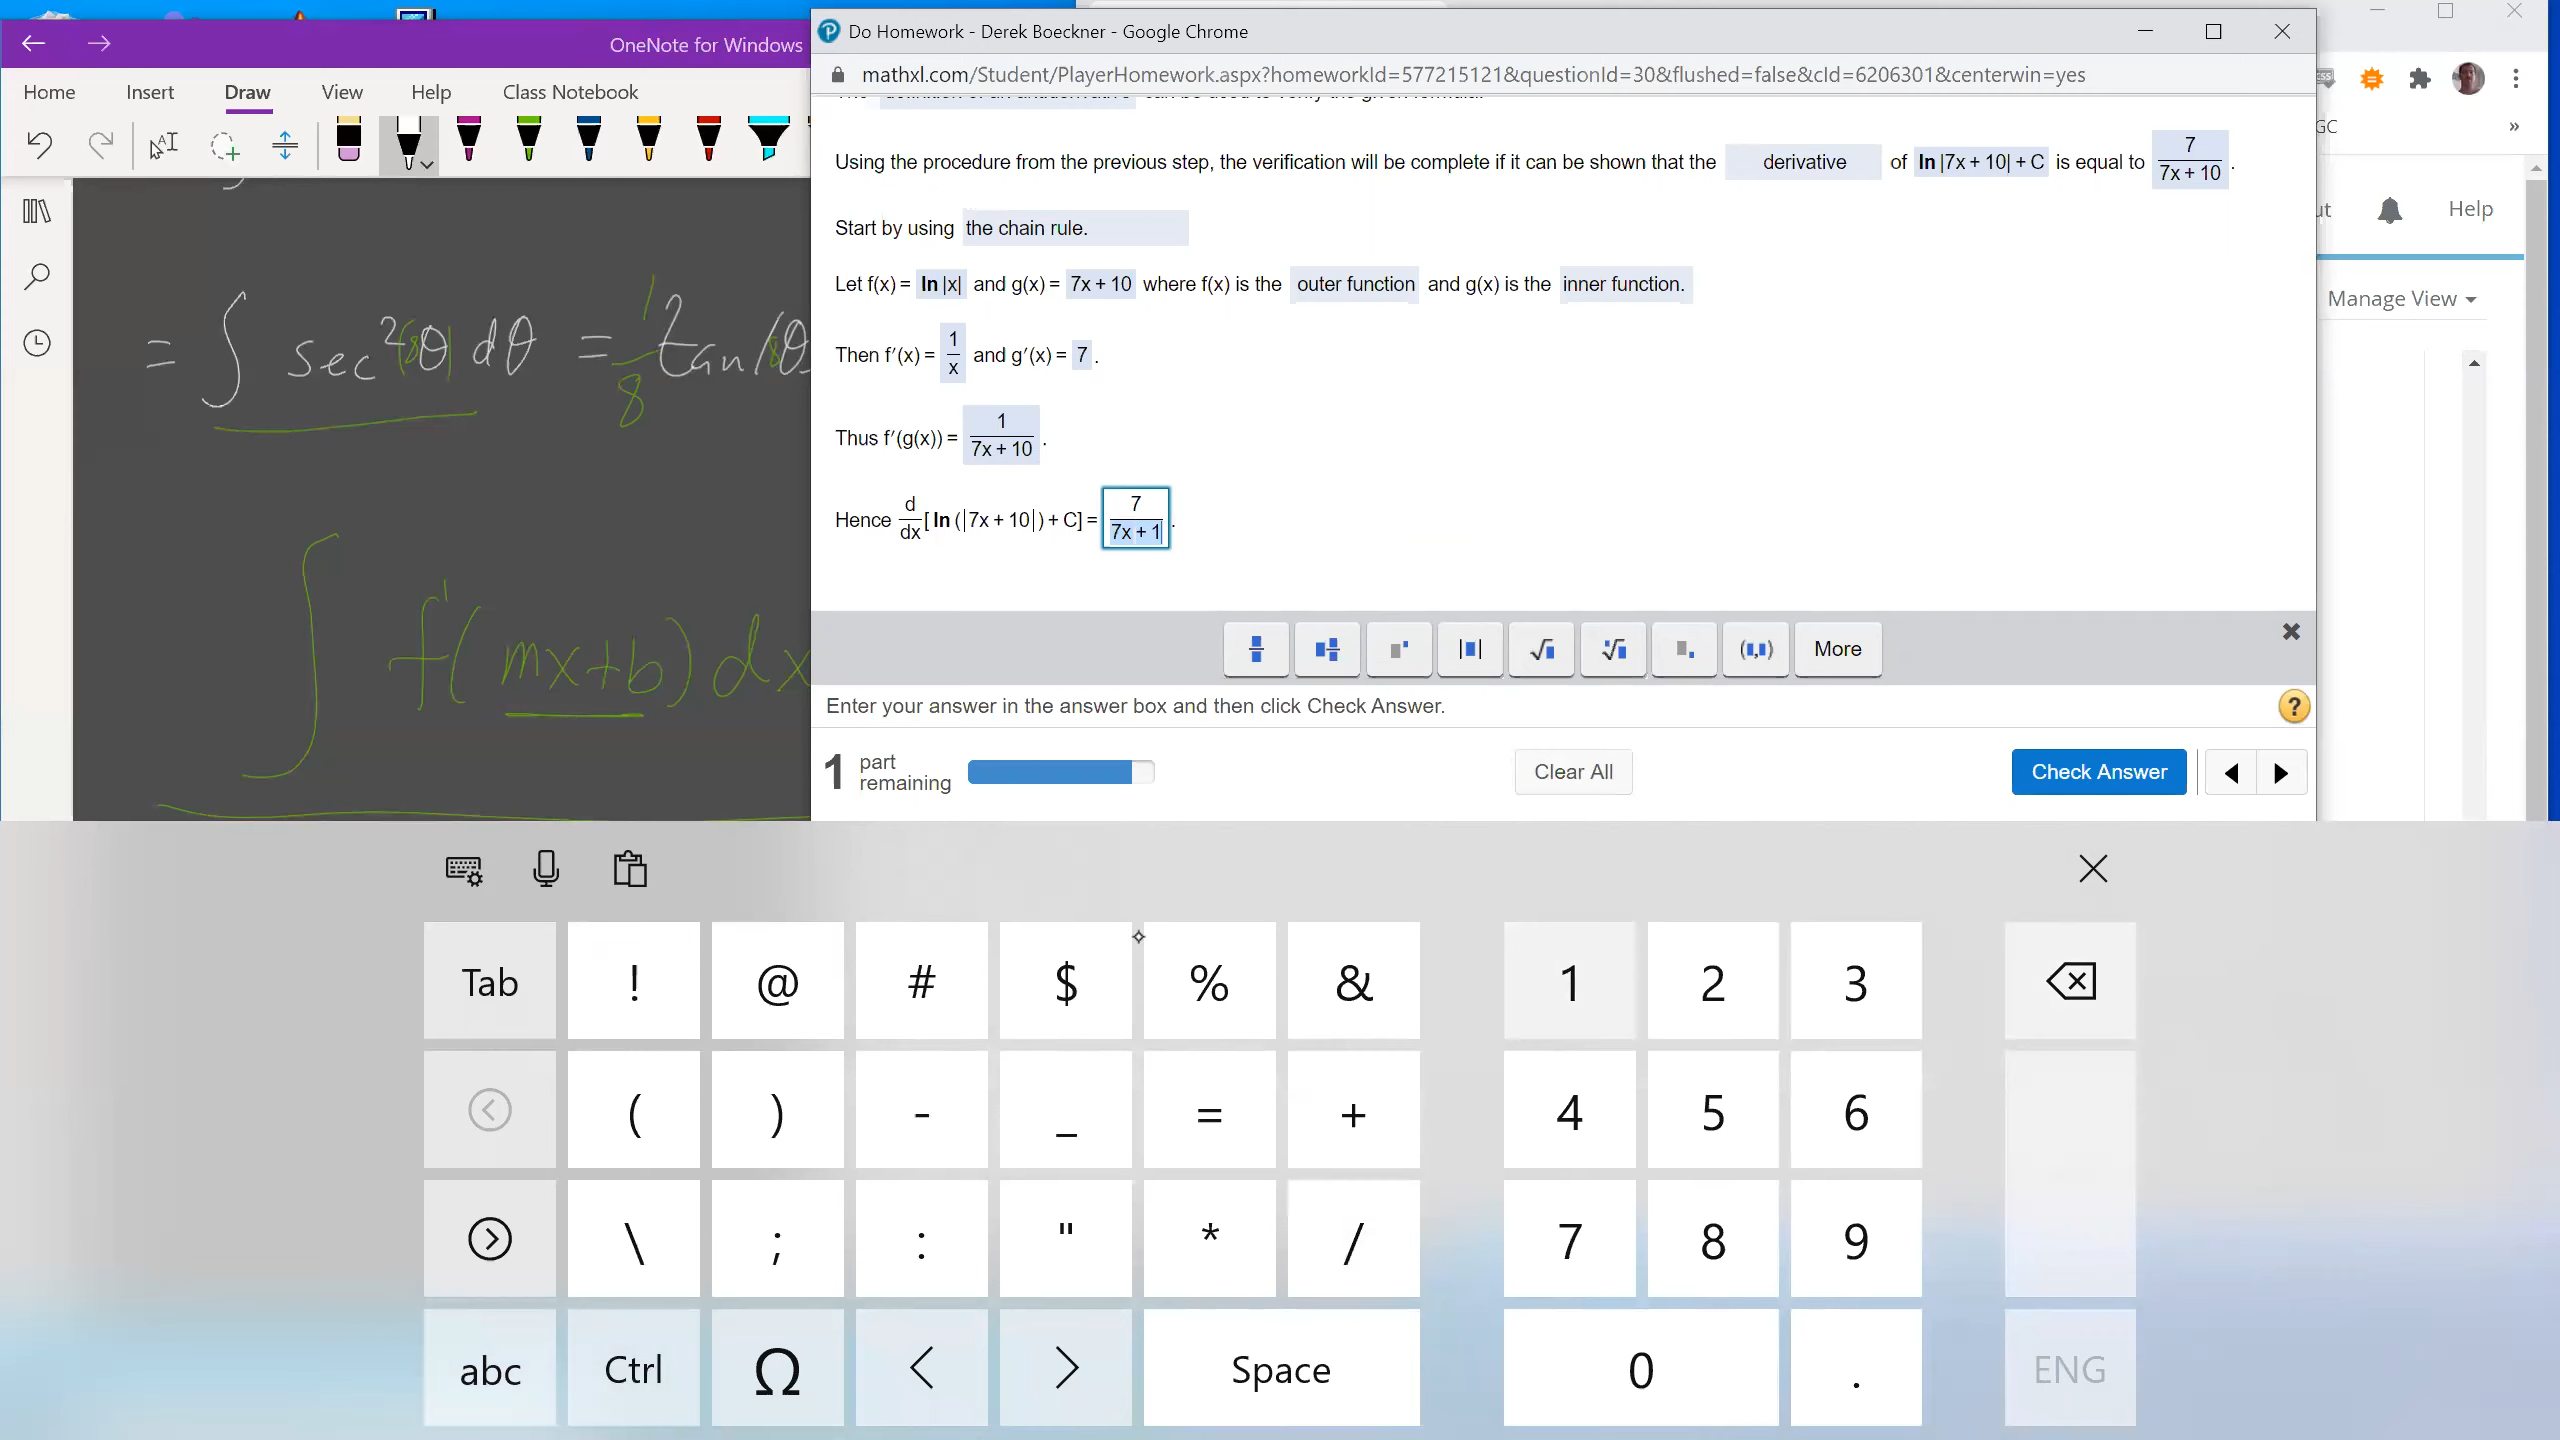 OneNote for Windows
Home Insert Draw View Help Class Notebook
= ∫ sec²(8θ) dθ = 1/8 tan(8θ
∫ f'(mx+b) dx
Do Homework - Derek Boeckner - Google Chrome
mathxl.com/Student/PlayerHomework.aspx?homeworkId=577215121&questionId=30&flushed=false&cId=6206301&centerwin=yes
Using the procedure from the previous step, the verification will be complete if it can be shown that the derivative of ln |7x + 10| + C is equal to 7/(7x + 10).
Start by using the chain rule.
Let f(x) = ln |x| and g(x) = 7x + 10 where f(x) is the outer function and g(x) is the inner function.
Then f′(x) = 1/x and g′(x) = 7 .
Thus f′(g(x)) = 1/(7x + 10) .
Hence d/dx [ ln (|7x + 10|) + C] = 7/(7x + 1 .
More
Enter your answer in the answer box and then click Check Answer.
?
1 part remaining
Clear All
Check Answer
GC »
ut Help
Manage View
Tab ! @ # $ % & 1 2 3
( ) - _ = + 4 5 6
\ ; : " * / 7 8 9
abc Ctrl Ω < > Space 0 . ENG